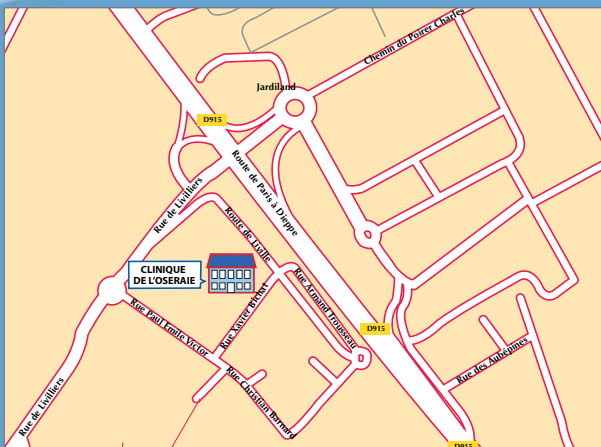 Chemin du Poirer Charles
Jardiland
D915
Route de Paris à Dieppe
Rue de Livilliers
Route de Liville
CLINIQUE
DE L'OSERAIE
Rue Armand Trousseau
Rue Xavier Bichat
Rue Paul Emile Victor
D915
Rue des Aubépines
Rue Christian Barnard
Rue de Livilliers
D915